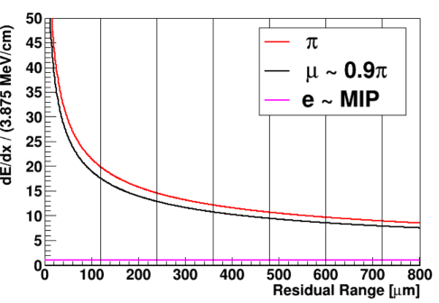 dE/dx / (3.875 MeV/cm)
50
45
40
35
30
25
20
15
10
5
0
π
μ ~ 0.9π
e ~ MIP
0 100 200 300 400 500 600 700 800
Residual Range [μm]